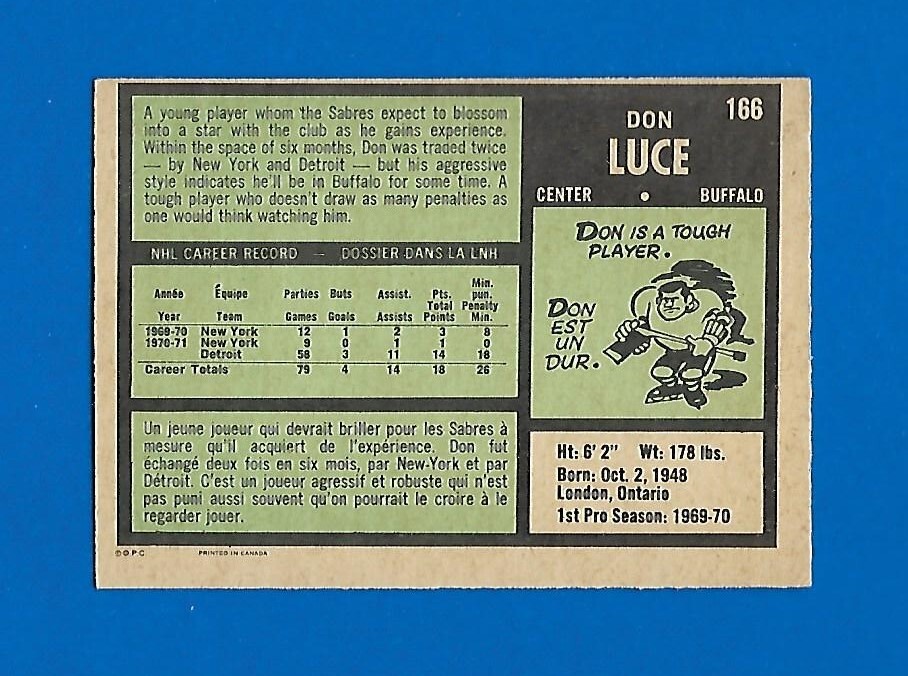 A young player whom the Sabres expect to blossom
into a star with the club as he gains experience.
Within the space of six months, Don was traded twice
— by New York and Detroit — but his aggressive
style indicates he'll be in Buffalo for some time. A
tough player who doesn't draw as many penalties as
one would think watching him.
166
DON
LUCE
CENTER • BUFFALO
NHL CAREER RECORD — DOSSIER DANS LA LNH
Année Équipe Parties Buts Assist. Pts. Min. pun.
Year Team Games Goals Assists Total Points Penalty Min.
1969-70 New York 12 1 2 3 8
1970-71 New York 9 0 1 1 0
Detroit 58 3 11 14 18
Career Totals 79 4 14 18 26
DON IS A TOUGH
PLAYER.
DON
EST
UN
DUR.
Un jeune joueur qui devrait briller pour les Sabres à
mesure qu'il acquiert de l'expérience. Don fut
échangé deux fois en six mois, par New-York et par
Détroit. C'est un joueur agressif et robuste qui n'est
pas puni aussi souvent qu'on pourrait le croire à le
regarder jouer.
Ht: 6' 2" Wt: 178 lbs.
Born: Oct. 2, 1948
London, Ontario
1st Pro Season: 1969-70
© O P C PRINTED IN CANADA